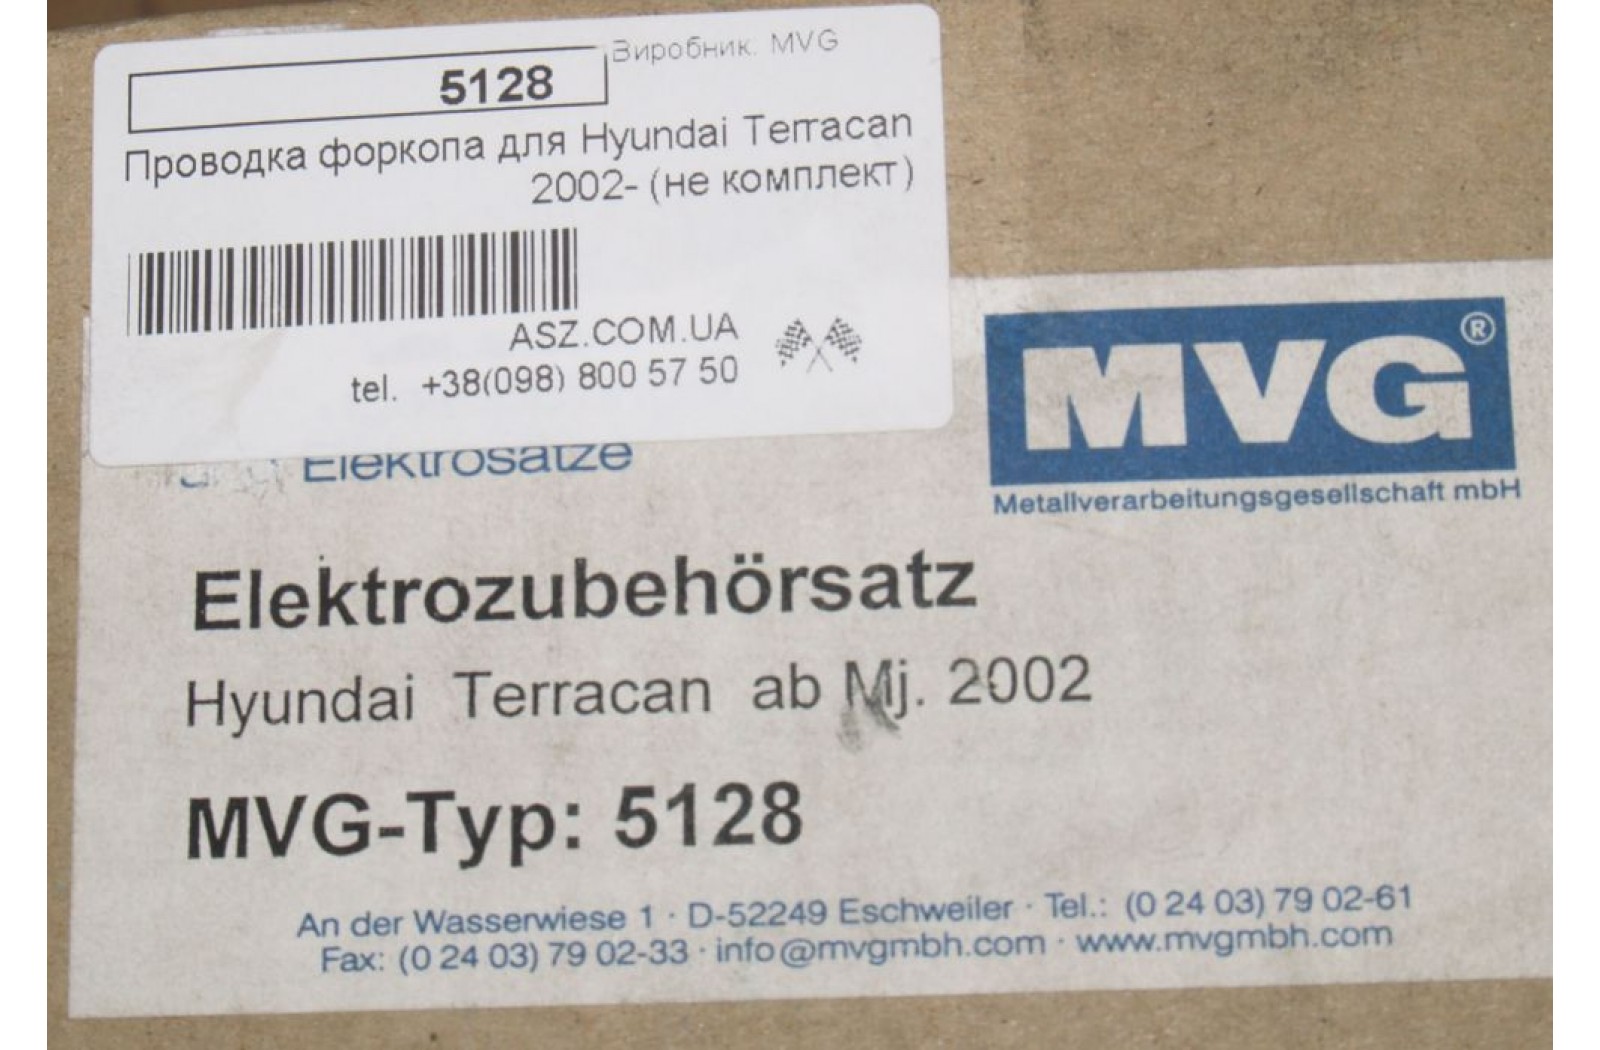 Виробник. MVG
5128
Проводка форкопа для Hyundai Terracan
2002- (не комплект)
ASZ.COM.UA
tel. +38(098) 800 57 50
Elektrosätze
MVG®
Metallverarbeitungsgesellschaft mbH
Elektrozubehörsatz
Hyundai Terracan ab Mj. 2002
MVG-Typ: 5128
An der Wasserwiese 1 · D-52249 Eschweiler · Tel.: (0 24 03) 79 02-61
Fax: (0 24 03) 79 02-33 · info@mvgmbh.com · www.mvgmbh.com